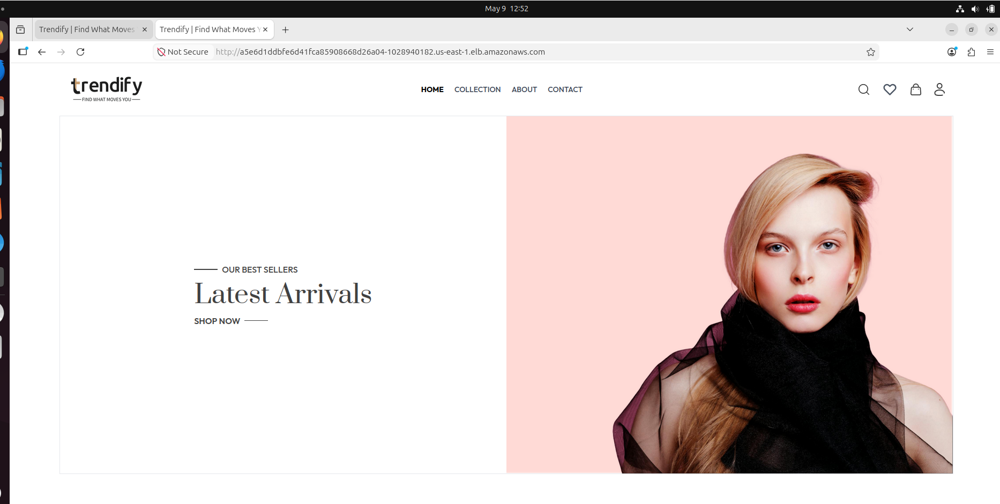 May 9 12:52
Trendify | Find What Moves
Trendify | Find What Moves Y
Not Secure
http://a5e6d1ddbfe6d41fca85908668d26a04-1028940182.us-east-1.elb.amazonaws.com
trendify
FIND WHAT MOVES YOU
HOME
COLLECTION
ABOUT
CONTACT
OUR BEST SELLERS
Latest Arrivals
SHOP NOW